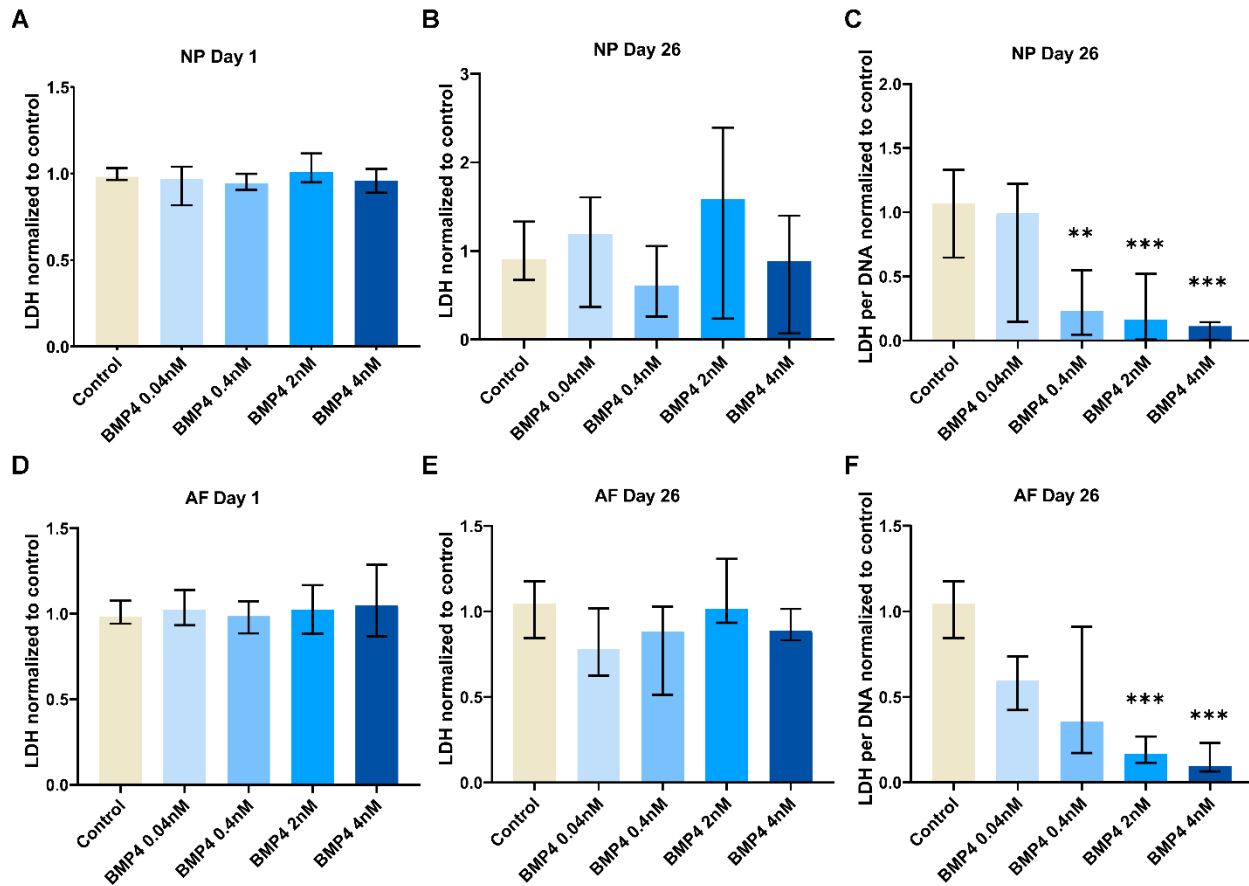 A
NP Day 1
LDH normalized to control
1.5
1.0
0.5
0.0
Control
BMP4 0.04nM
BMP4 0.4nM
BMP4 2nM
BMP4 4nM
B
NP Day 26
LDH normalized to control
3
2
1
0
Control
BMP4 0.04nM
BMP4 0.4nM
BMP4 2nM
BMP4 4nM
C
NP Day 26
LDH per DNA normalized to control
2.0
1.5
1.0
0.5
0.0
**
***
***
Control
BMP4 0.04nM
BMP4 0.4nM
BMP4 2nM
BMP4 4nM
D
AF Day 1
LDH normalized to control
1.5
1.0
0.5
0.0
Control
BMP4 0.04nM
BMP4 0.4nM
BMP4 2nM
BMP4 4nM
E
AF Day 26
LDH normalized to control
1.5
1.0
0.5
0.0
Control
BMP4 0.04nM
BMP4 0.4nM
BMP4 2nM
BMP4 4nM
F
AF Day 26
LDH per DNA normalized to control
1.5
1.0
0.5
0.0
***
***
Control
BMP4 0.04nM
BMP4 0.4nM
BMP4 2nM
BMP4 4nM